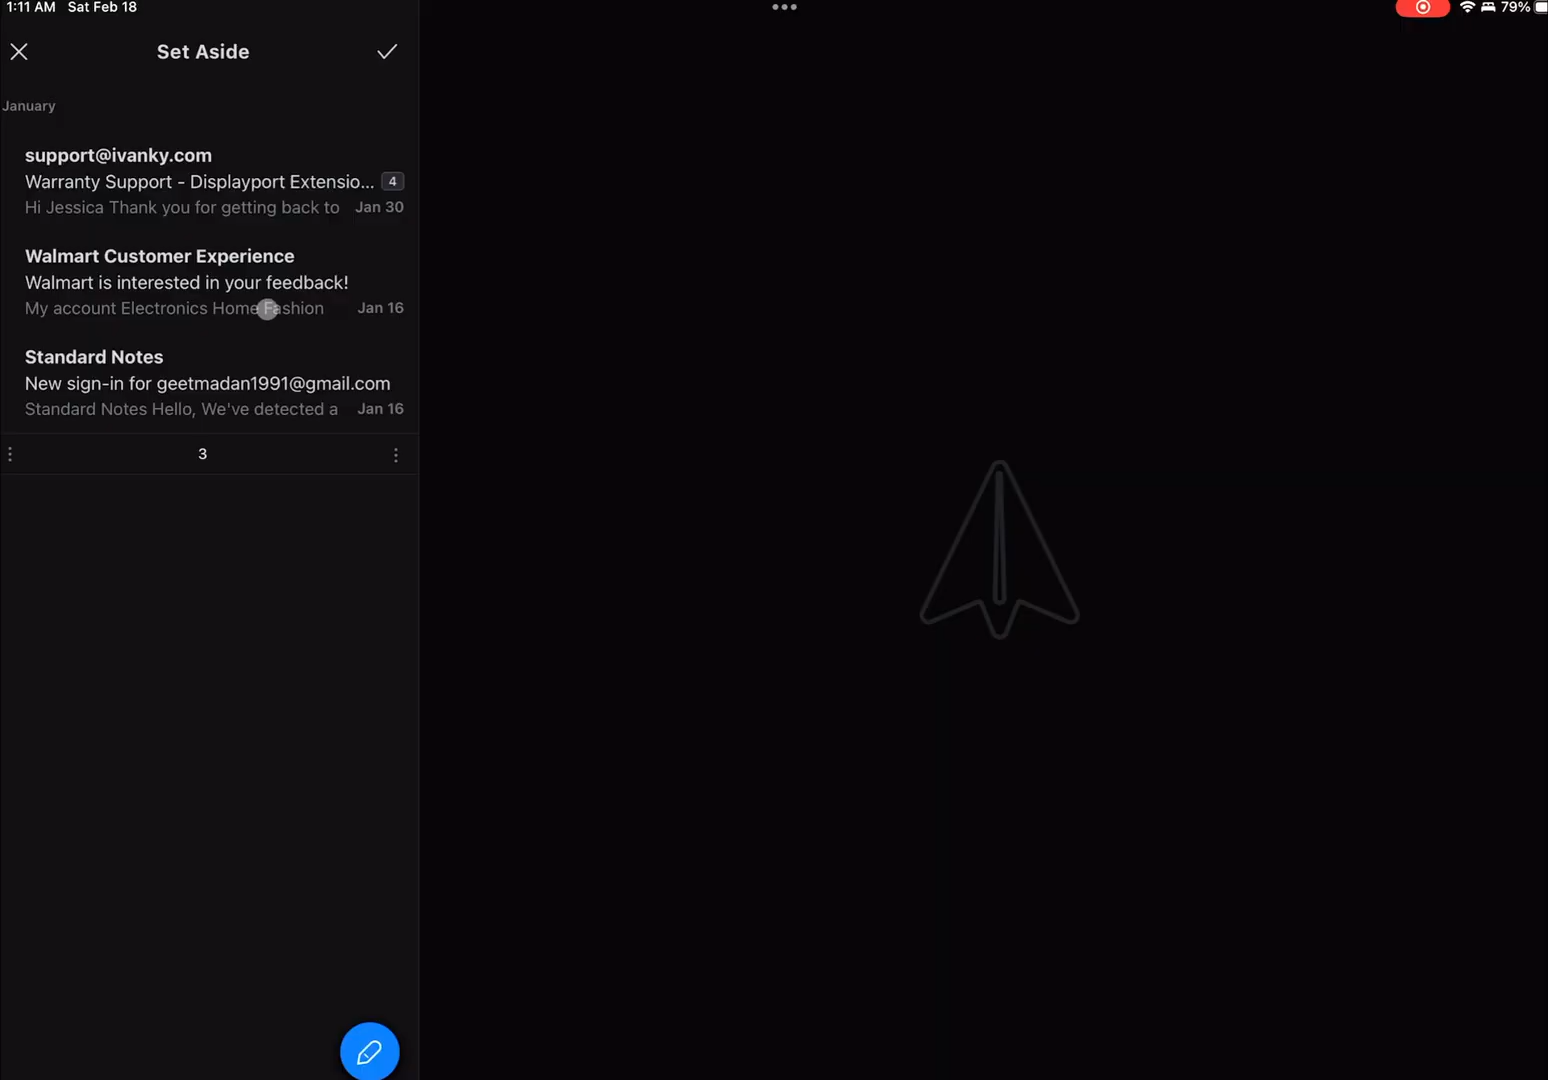 1:11 AM Sat Feb 18
79%
Set Aside
January
support@ivanky.com
Warranty Support - Displayport Extensio... 4
Hi Jessica Thank you for getting back to Jan 30
Walmart Customer Experience
Walmart is interested in your feedback!
My account Electronics Home Fashion Jan 16
Standard Notes
New sign-in for geetmadan1991@gmail.com
Standard Notes Hello, We've detected a Jan 16
3